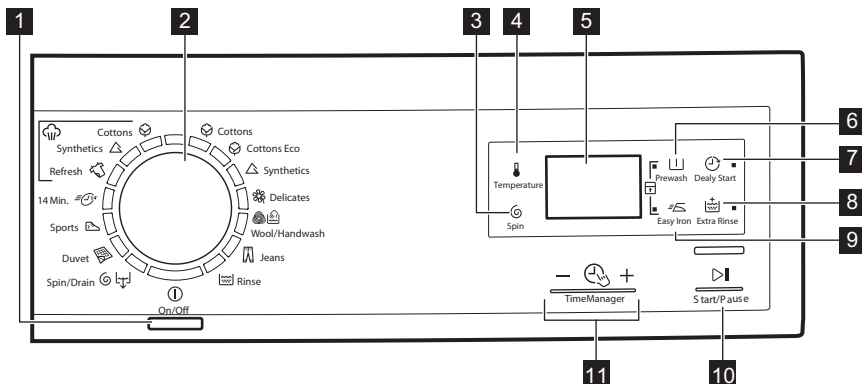 1
2
3
4
5
6
7
8
9
10
11
Cottons
Synthetics
Refresh
14 Min.
Sports
Duvet
Spin/Drain
On/Off
Cottons
Cottons Eco
Synthetics
Delicates
Wool/Handwash
Jeans
Rinse
Temperature
Spin
Prewash
Dealy Start
Easy Iron
Extra Rinse
TimeManager
Start/Pause